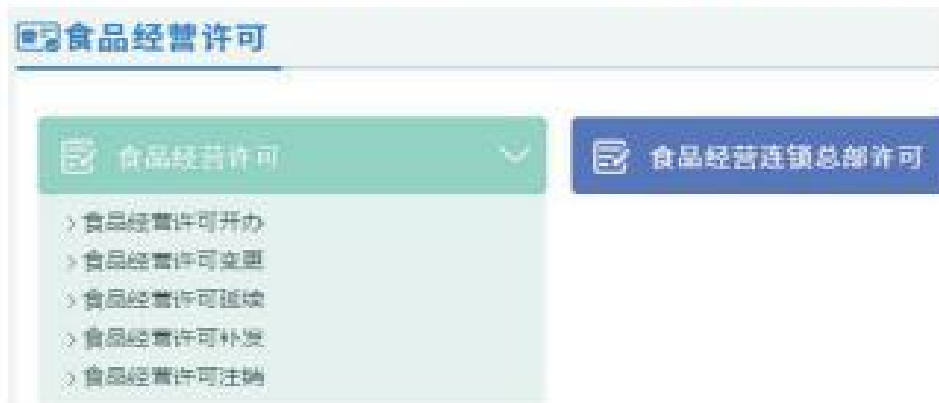 食品经营许可
食品经营许可
食品经营连锁总部许可
食品经营许可开办
食品经营许可变更
食品经营许可延续
食品经营许可补发
食品经营许可注销